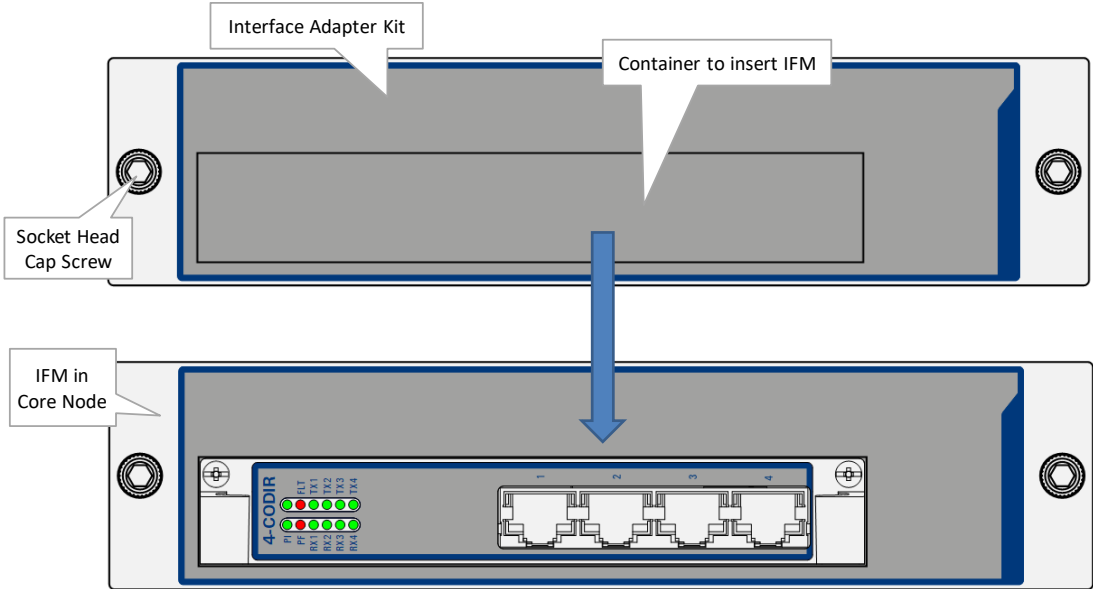 Interface Adapter Kit
Container to insert IFM
Socket Head
Cap Screw
IFM in
Core Node
4-CODIR
FLT TX1 TX2 TX3 TX4
PI PF RX1 RX2 RX3 RX4
1 2 3 4